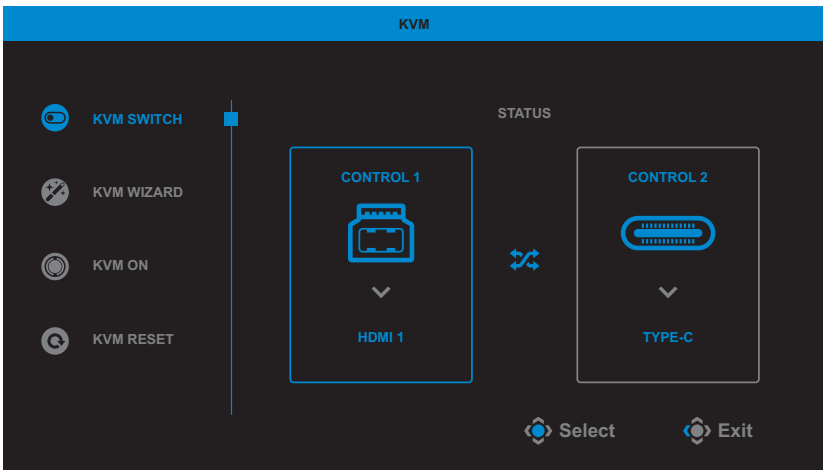 KVM
KVM SWITCH
KVM WIZARD
KVM ON
KVM RESET
STATUS
CONTROL 1
HDMI 1
CONTROL 2
TYPE-C
Select
Exit